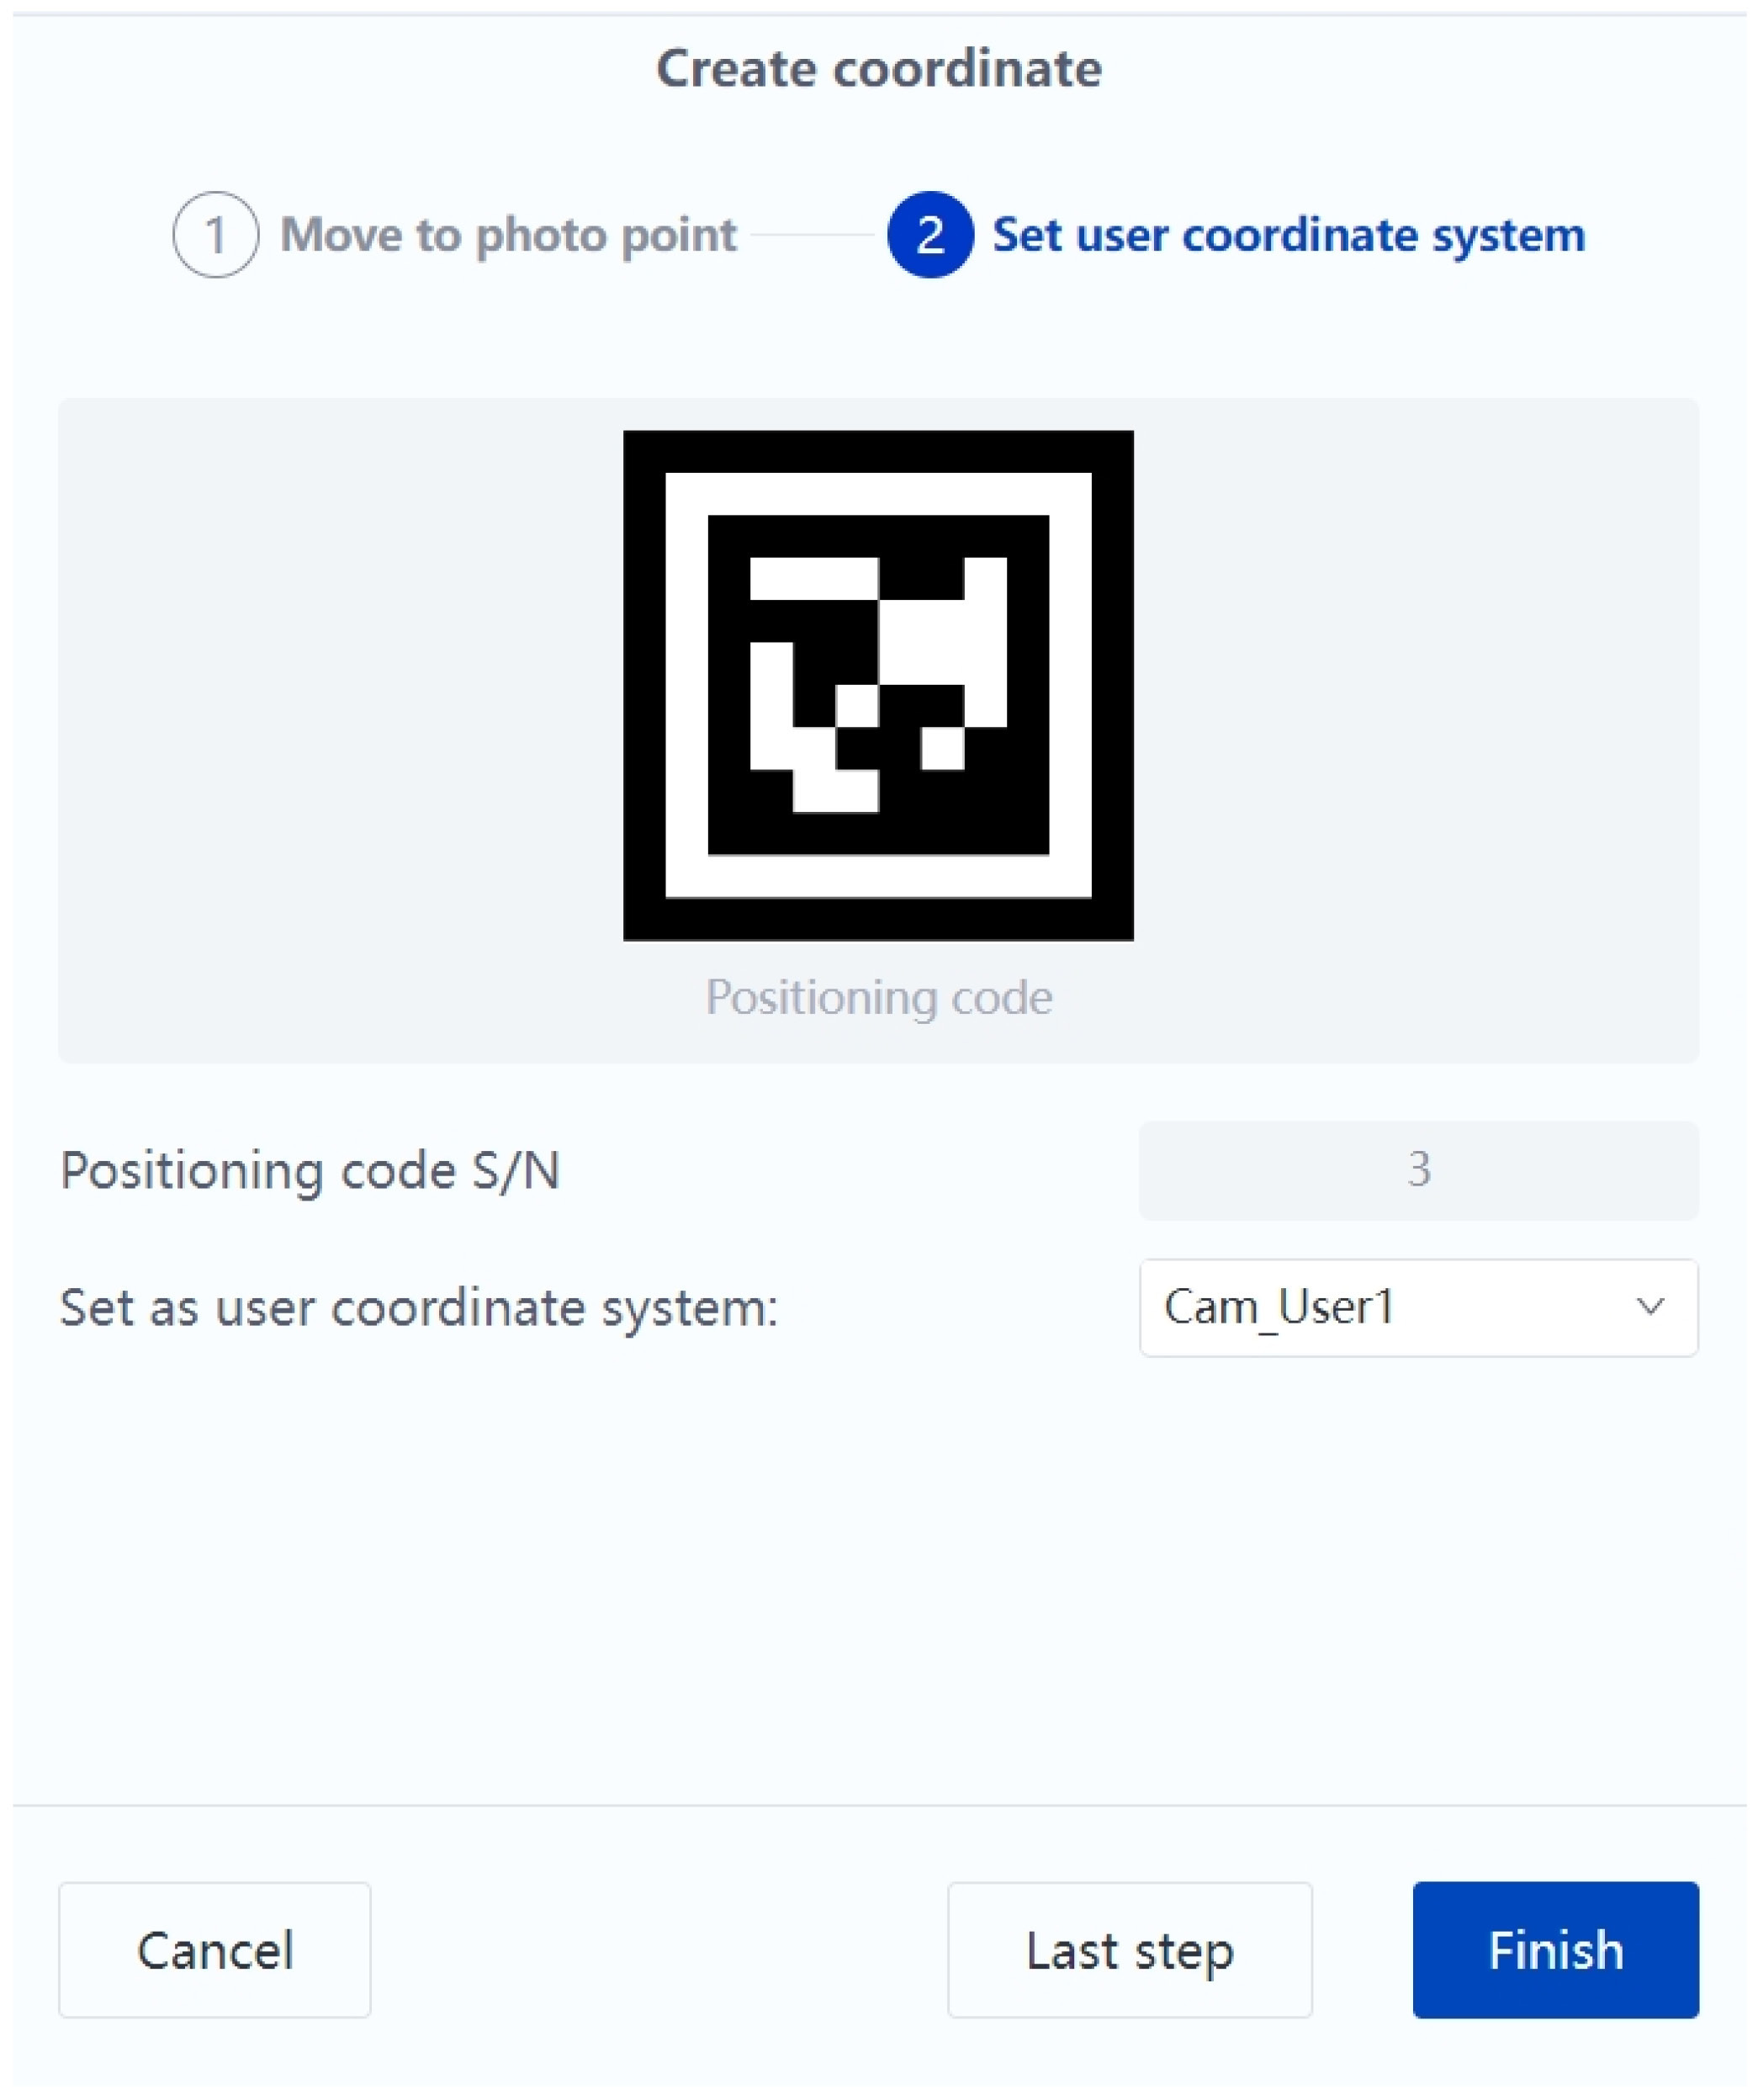 Create coordinate
1 Move to photo point 2 Set user coordinate system
Positioning code
Positioning code S/N 3
Set as user coordinate system: Cam_User1
Cancel Last step Finish